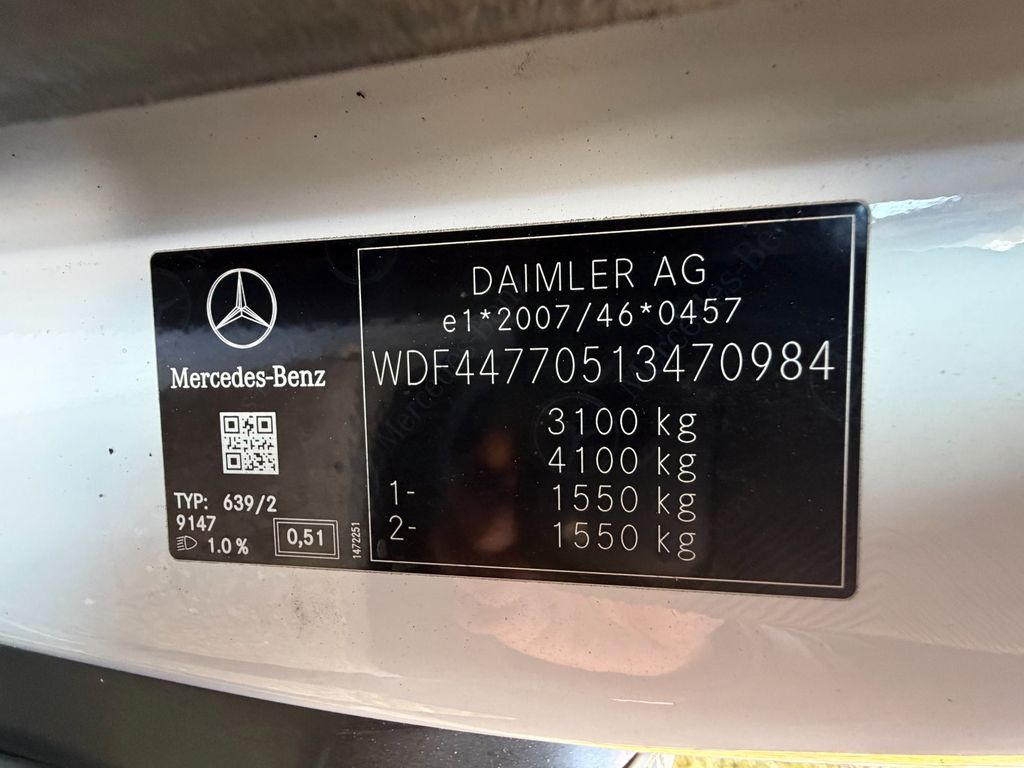 Mercedes-Benz
TYP: 639/2
9147
1.0 %
0,51
1472251
DAIMLER AG
e1*2007/46*0457
WDF44770513470984
3100 kg
4100 kg
1- 1550 kg
2- 1550 kg